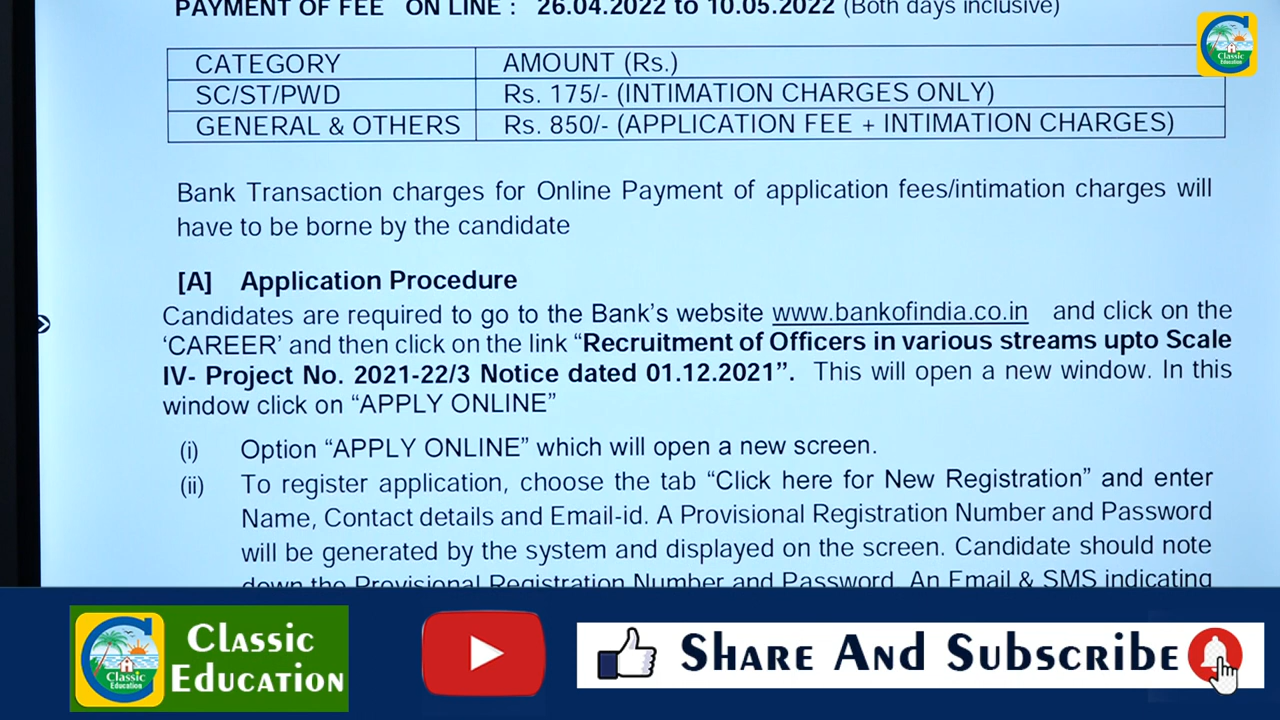 PAYMENT OF FEE ON LINE : 26.04.2022 to 10.05.2022 (Both days inclusive)
CATEGORY AMOUNT (Rs.)
SC/ST/PWD Rs. 175/- (INTIMATION CHARGES ONLY)
GENERAL & OTHERS Rs. 850/- (APPLICATION FEE + INTIMATION CHARGES)
Classic
Education
Bank Transaction charges for Online Payment of application fees/intimation charges will
have to be borne by the candidate
[A] Application Procedure
Candidates are required to go to the Bank's website www.bankofindia.co.in and click on the
‘CAREER’ and then click on the link “Recruitment of Officers in various streams upto Scale
IV- Project No. 2021-22/3 Notice dated 01.12.2021”. This will open a new window. In this
window click on “APPLY ONLINE”
(i) Option “APPLY ONLINE” which will open a new screen.
(ii) To register application, choose the tab “Click here for New Registration” and enter
Name, Contact details and Email-id. A Provisional Registration Number and Password
will be generated by the system and displayed on the screen. Candidate should note
down the Provisional Registration Number and Password. An Email & SMS indicating
Classic
Education
Classic
Education
Share And Subscribe